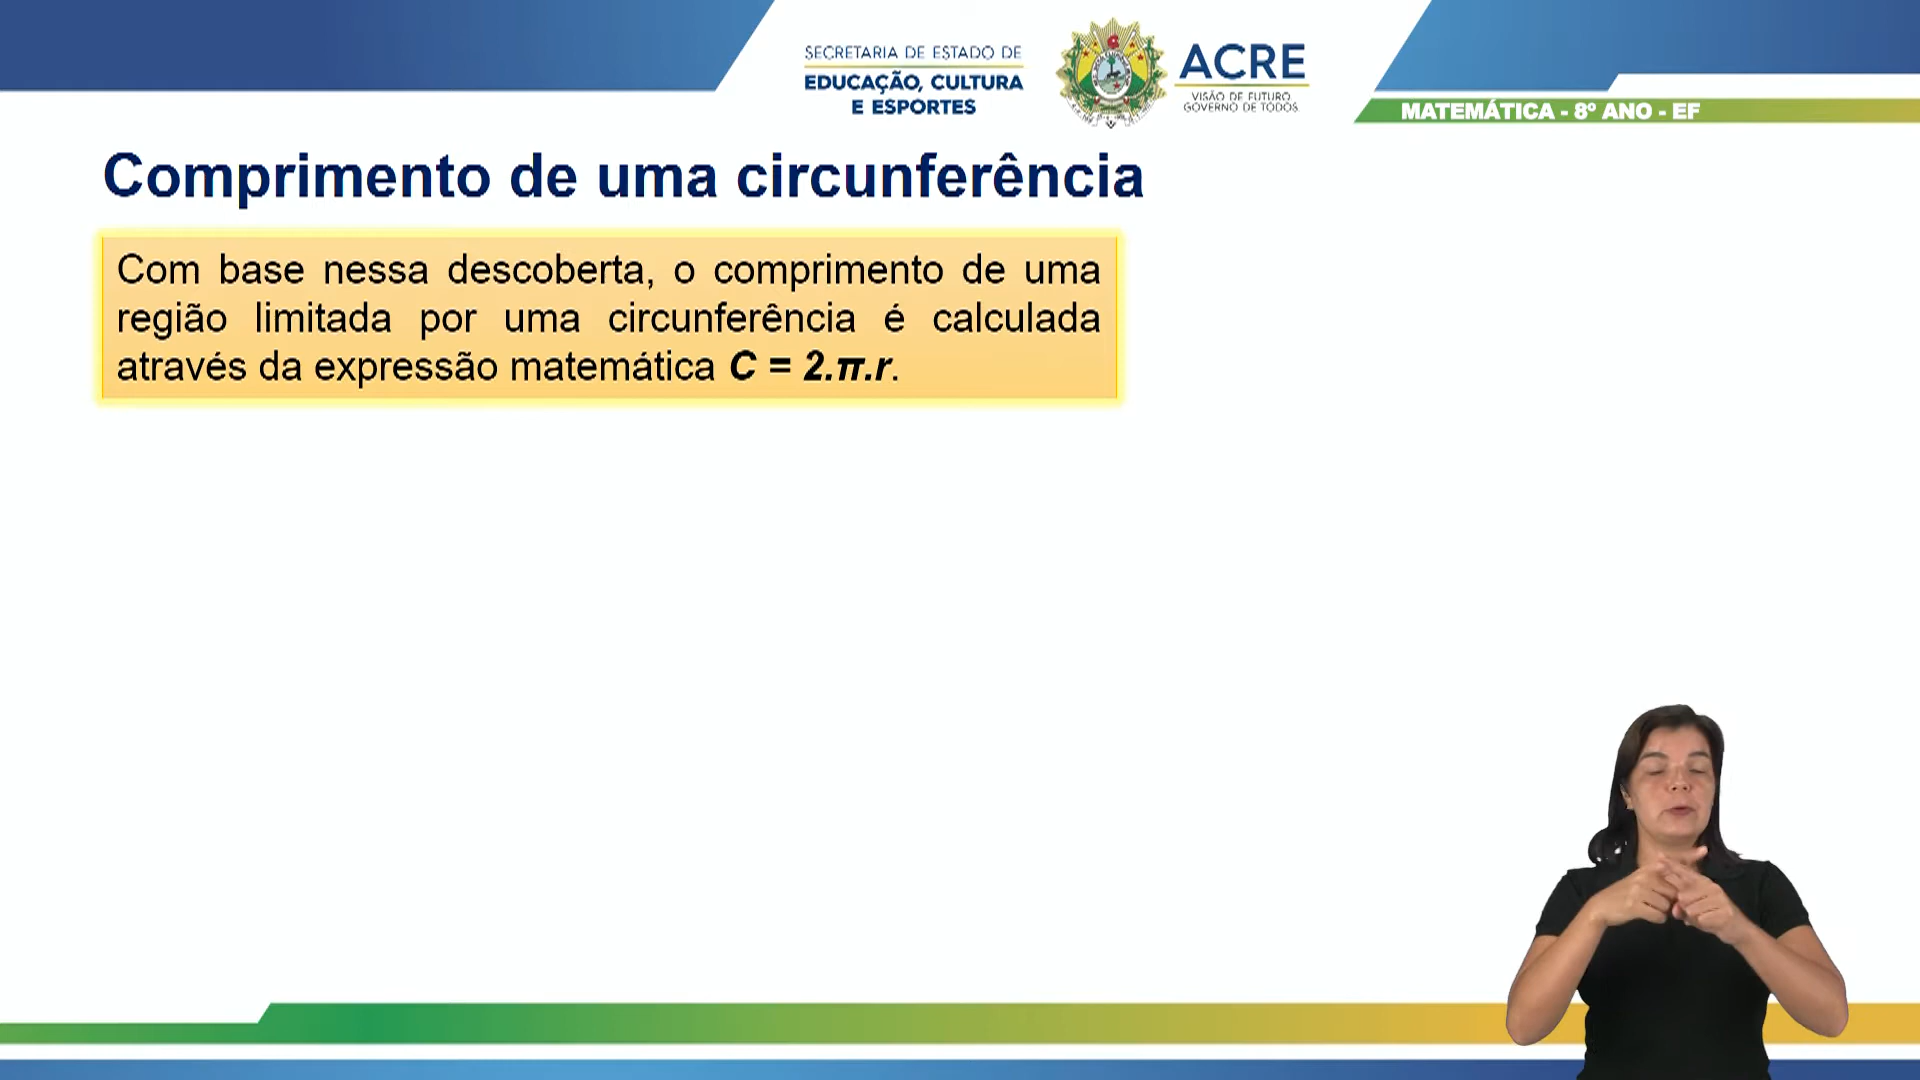 SECRETARIA DE ESTADO DE
EDUCAÇÃO, CULTURA
E ESPORTES
ACRE
VISÃO DE FUTURO
GOVERNO DE TODOS
MATEMÁTICA - 8º ANO - EF
Comprimento de uma circunferência
Com base nessa descoberta, o comprimento de uma
região limitada por uma circunferência é calculada
através da expressão matemática C = 2.π.r.